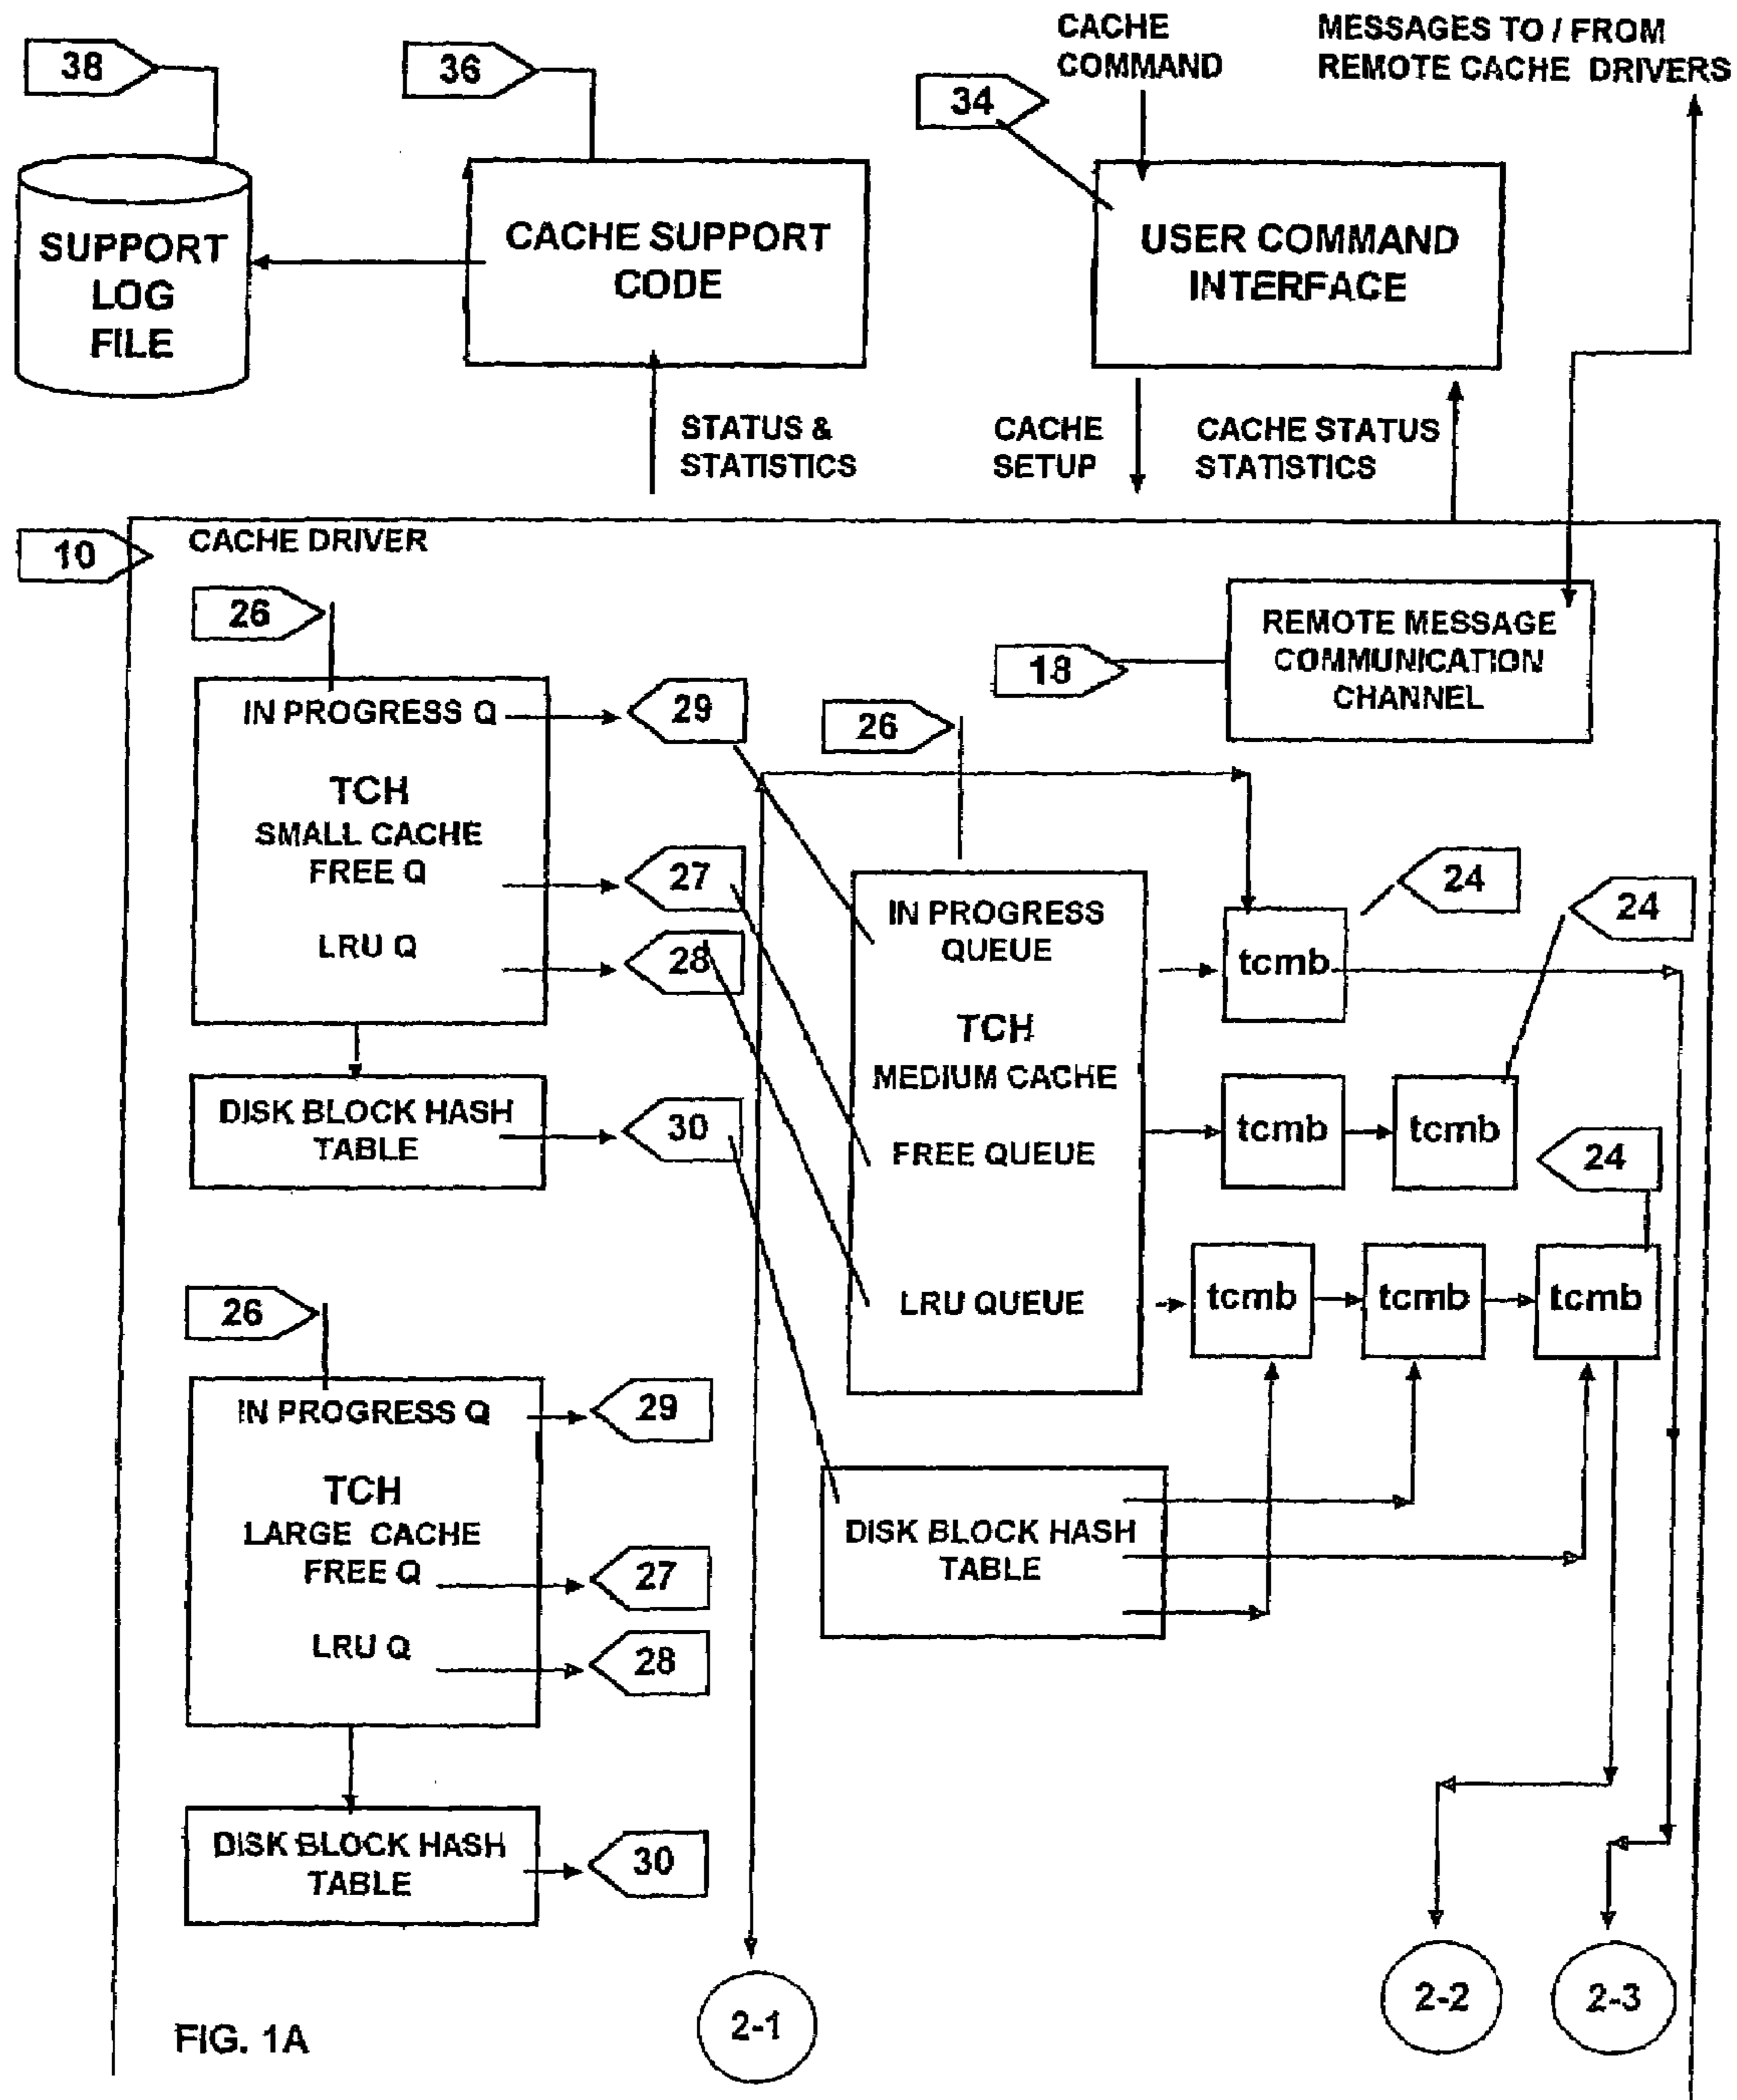 CACHE
COMMAND
MESSAGES TO / FROM
REMOTE CACHE DRIVERS
38
36
34
SUPPORT
LOG
FILE
CACHE SUPPORT
CODE
USER COMMAND
INTERFACE
STATUS &
STATISTICS
CACHE
SETUP
CACHE STATUS
STATISTICS
10
CACHE DRIVER
26
REMOTE MESSAGE
COMMUNICATION
CHANNEL
18
IN PROGRESS Q
29
26
TCH
SMALL CACHE
FREE Q
27
LRU Q
28
IN PROGRESS
QUEUE
tcmb
24
24
TCH
MEDIUM CACHE
DISK BLOCK HASH
TABLE
30
FREE QUEUE
tcmb
tcmb
24
LRU QUEUE
tcmb
tcmb
tcmb
26
IN PROGRESS Q
29
TCH
LARGE CACHE
FREE Q
27
LRU Q
28
DISK BLOCK HASH
TABLE
DISK BLOCK HASH
TABLE
30
2-1
2-2
2-3
FIG. 1A